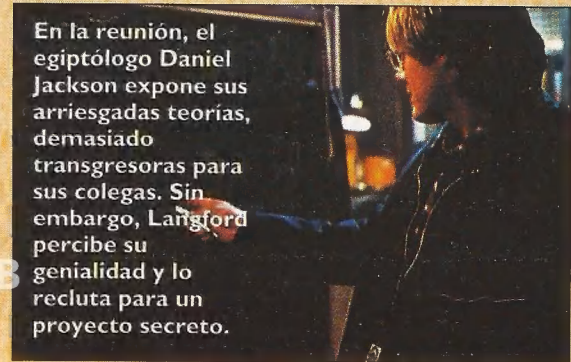 En la reunión, el
egiptólogo Daniel
Jackson expone sus
arriesgadas teorías,
demasiado
transgresoras para
sus colegas. Sin
embargo, Langford
percibe su
B genialidad y lo
recluta para un
proyecto secreto.